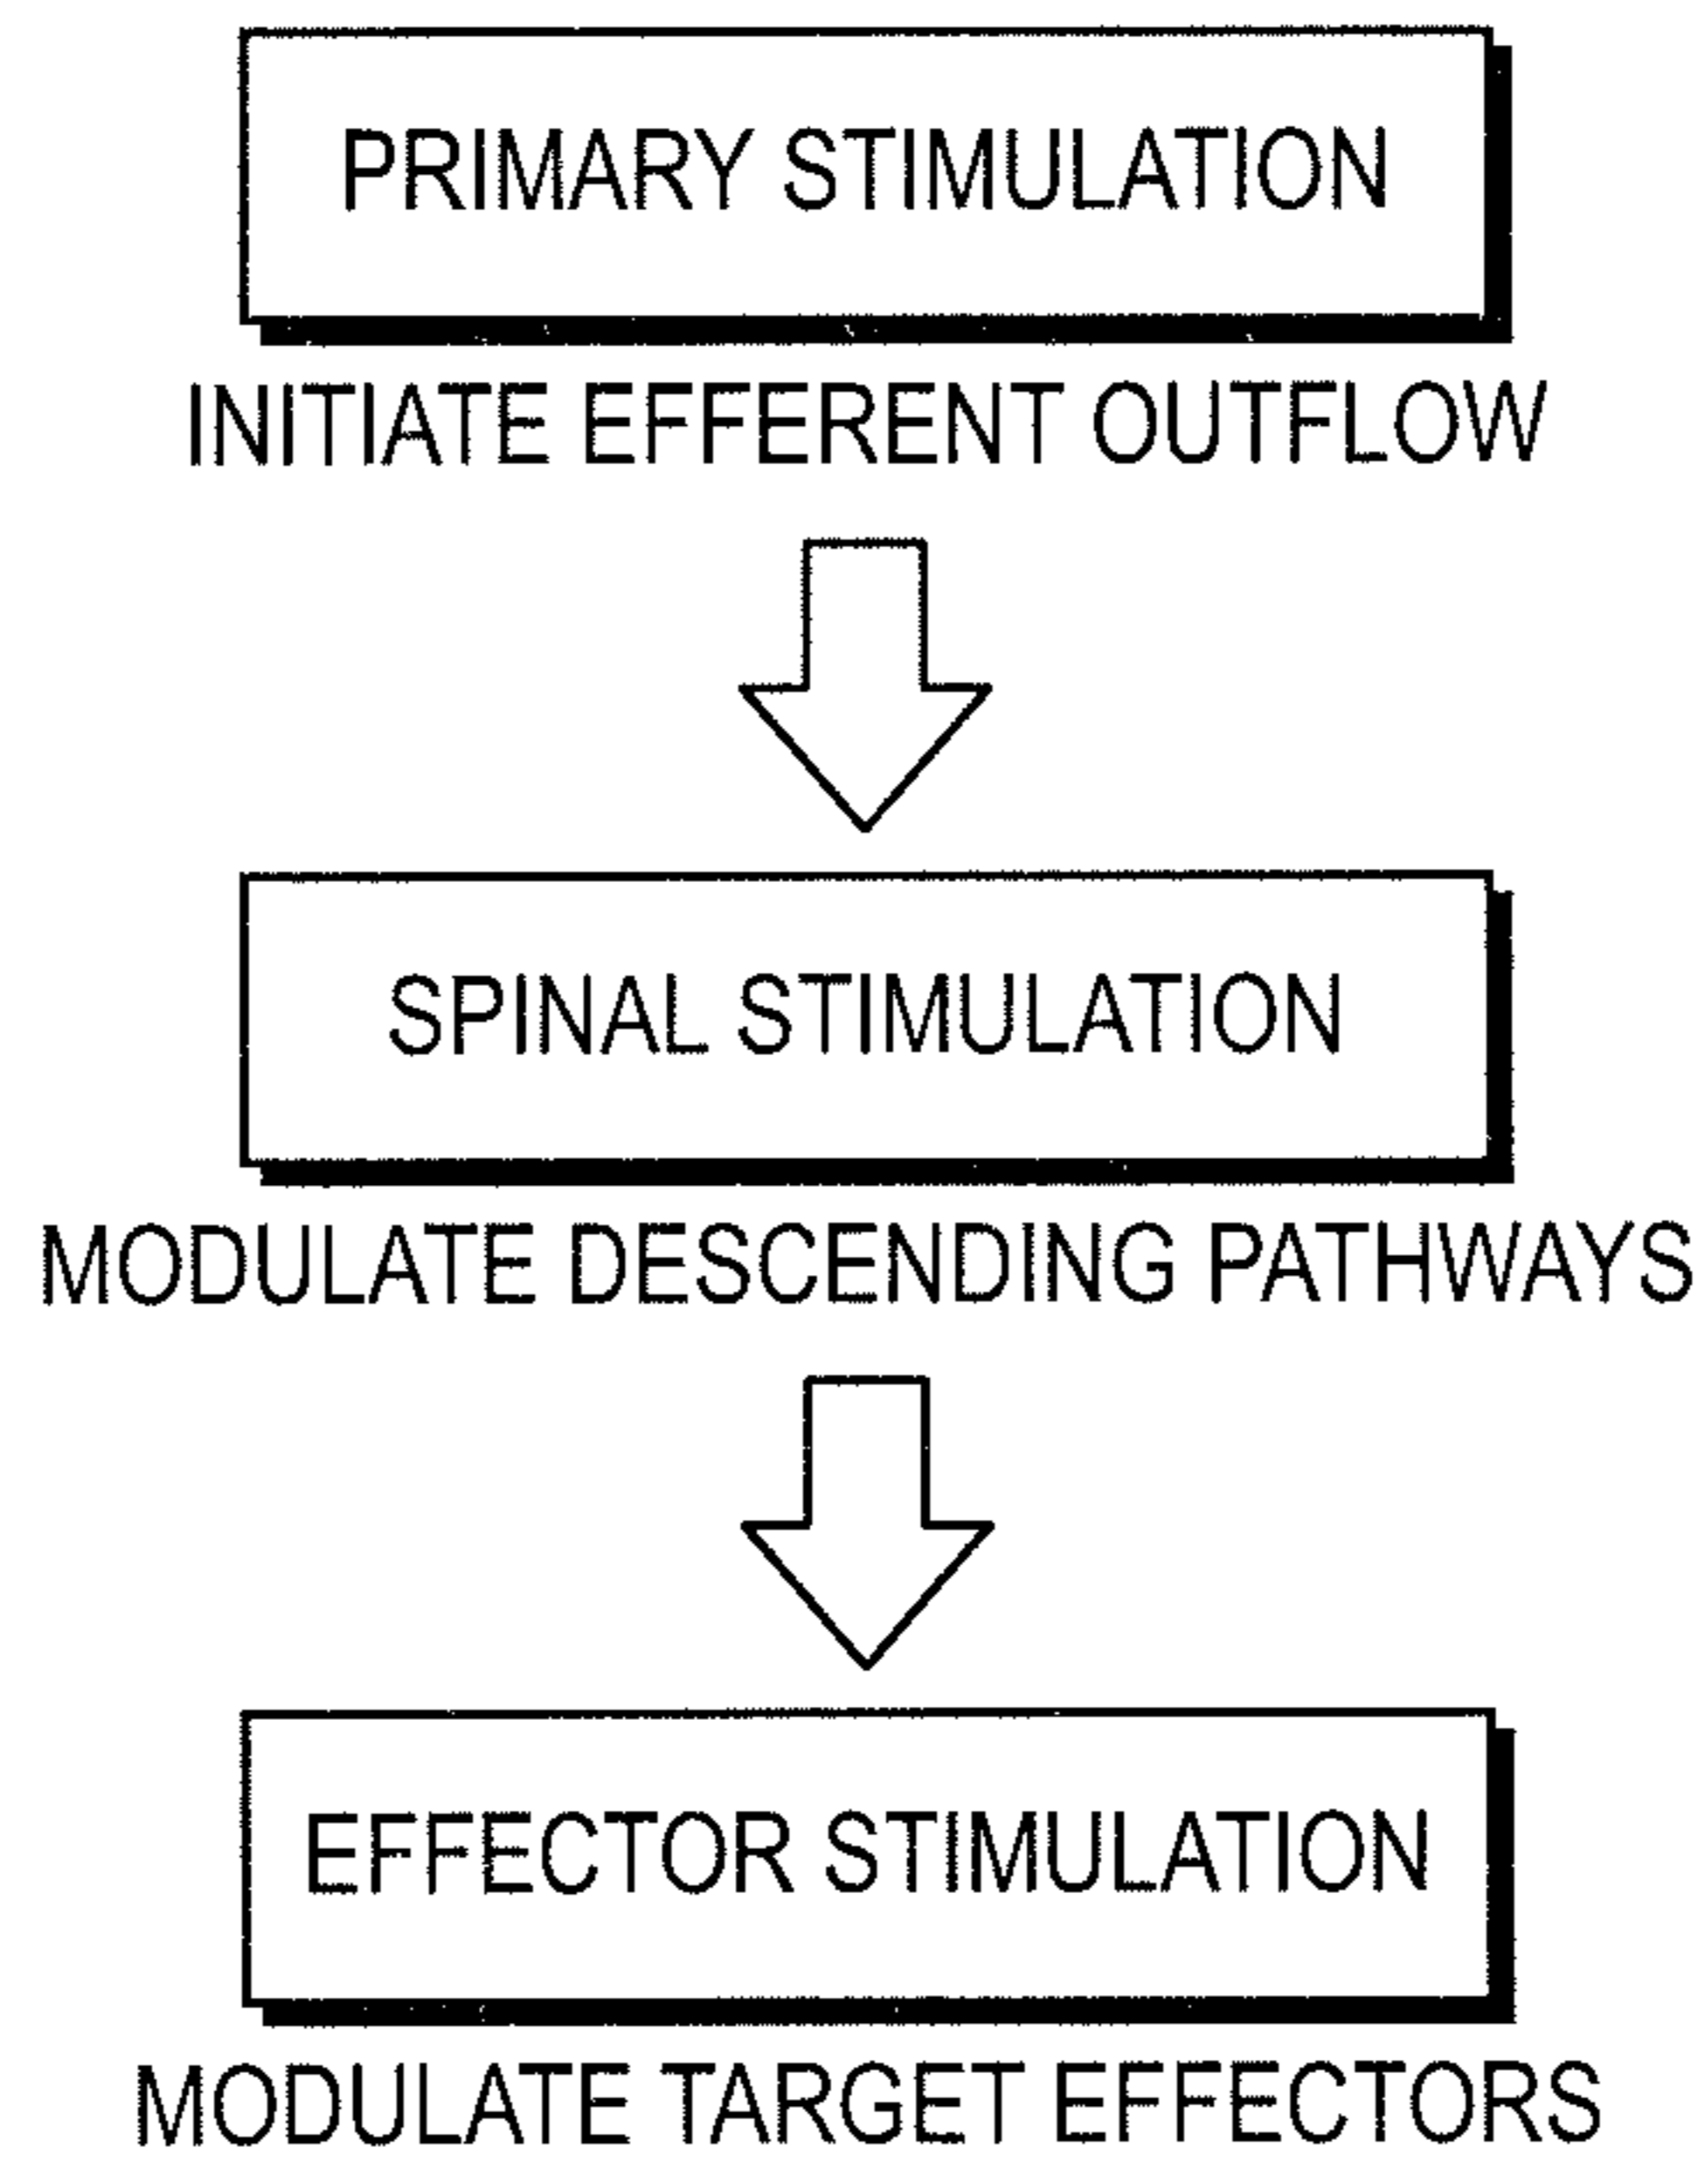 PRIMARY STIMULATION
INITIATE EFFERENT OUTFLOW
SPINAL STIMULATION
MODULATE DESCENDING PATHWAYS
EFFECTOR STIMULATION
MODULATE TARGET EFFECTORS